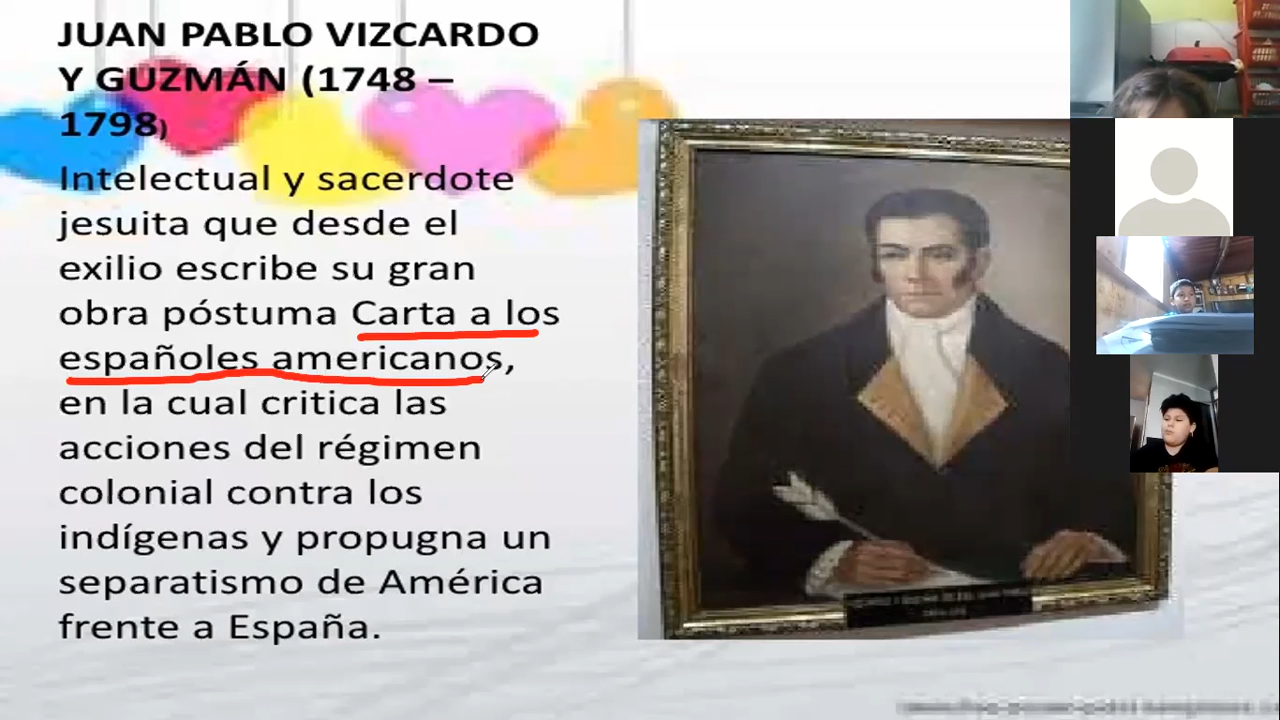 JUAN PABLO VIZCARDO
Y GUZMÁN (1748 –
1798)
Intelectual y sacerdote
jesuita que desde el
exilio escribe su gran
obra póstuma Carta a los
españoles americanos,
en la cual critica las
acciones del régimen
colonial contra los
indígenas y propugna un
separatismo de América
frente a España.